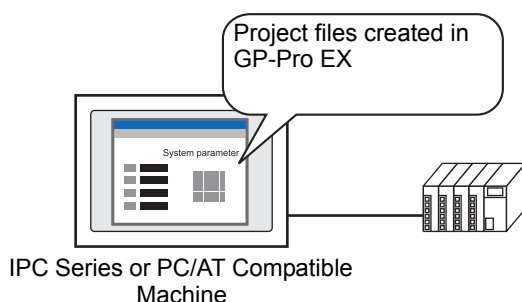 Project files created in
GP-Pro EX
System parameter
IPC Series or PC/AT Compatible
Machine